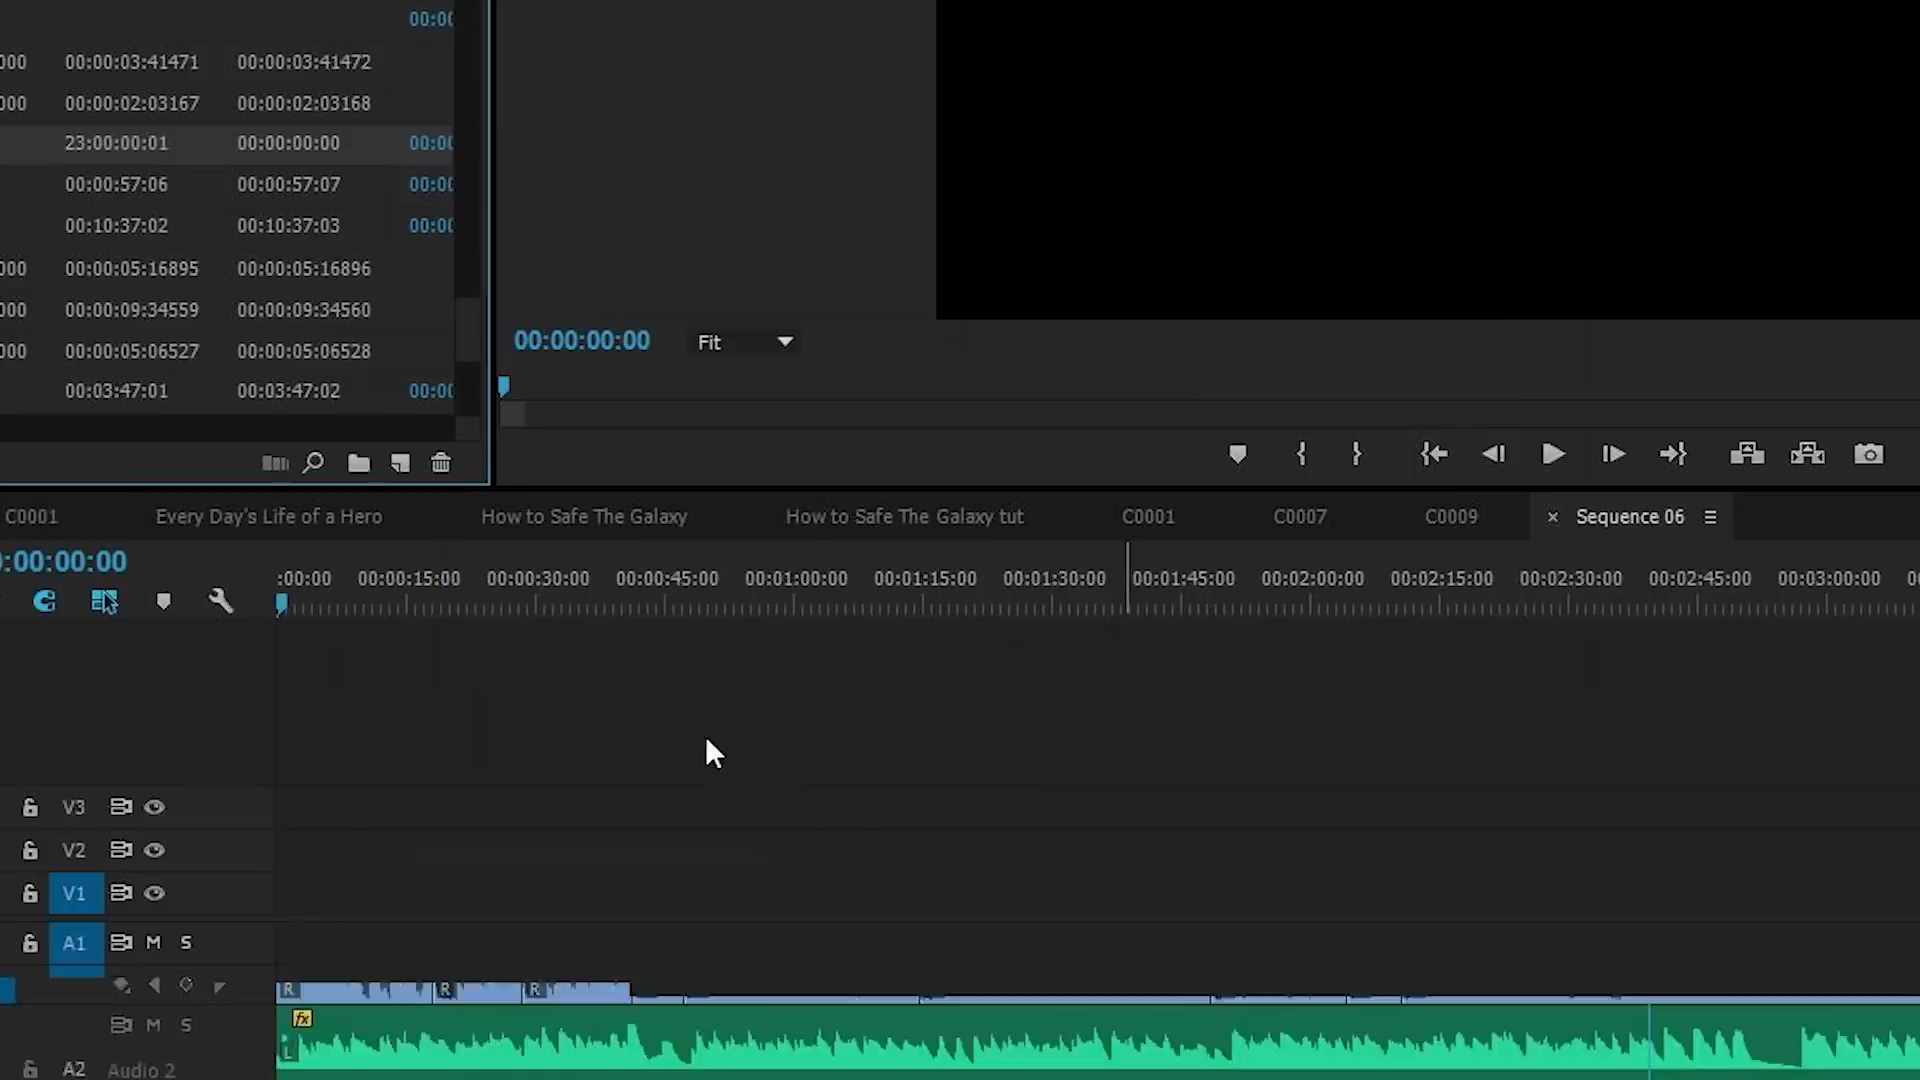 00:00
000 00:00:03:41471 00:00:03:41472
000 00:00:02:03167 00:00:02:03168
23:00:00:01 00:00:00:00 00:00
00:00:57:06 00:00:57:07 00:00
00:10:37:02 00:10:37:03 00:00
000 00:00:05:16895 00:00:05:16896
000 00:00:09:34559 00:00:09:34560
000 00:00:05:06527 00:00:05:06528
00:03:47:01 00:03:47:02 00:00
00:00:00:00 Fit
C0001 Every Day's Life of a Hero How to Safe The Galaxy How to Safe The Galaxy tut C0001 C0007 C0009 × Sequence 06
:00:00:00
:00:00 00:00:15:00 00:00:30:00 00:00:45:00 00:01:00:00 00:01:15:00 00:01:30:00 00:01:45:00 00:02:00:00 00:02:15:00 00:02:30:00 00:02:45:00 00:03:00:00
V3
V2
V1
A1 M S
R R R
fx
M S
L
A2 Audio 2